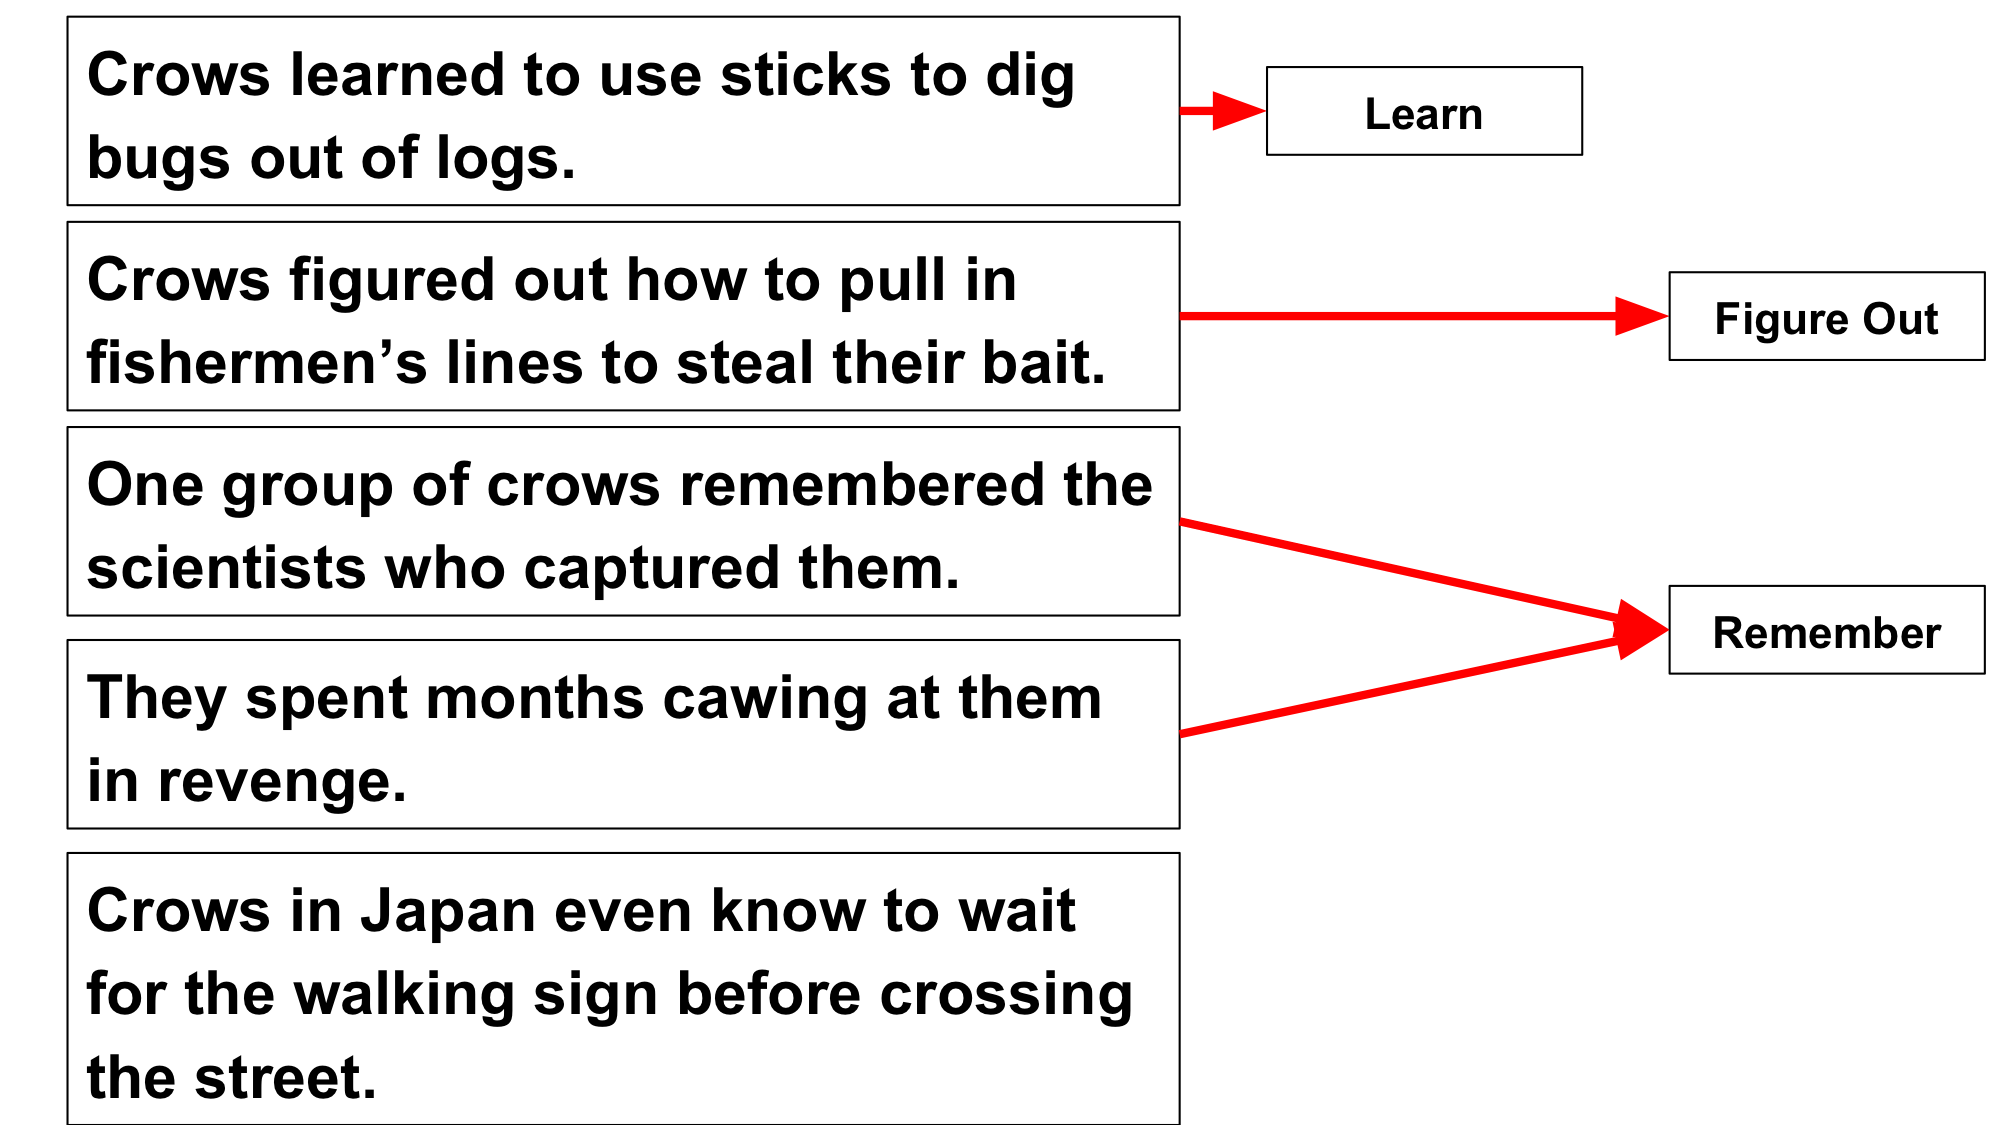 Crows learned to use sticks to dig
bugs out of logs.
Learn
Crows figured out how to pull in
fishermen’s lines to steal their bait.
Figure Out
One group of crows remembered the
scientists who captured them.
Remember
They spent months cawing at them
in revenge.
Crows in Japan even know to wait
for the walking sign before crossing
the street.